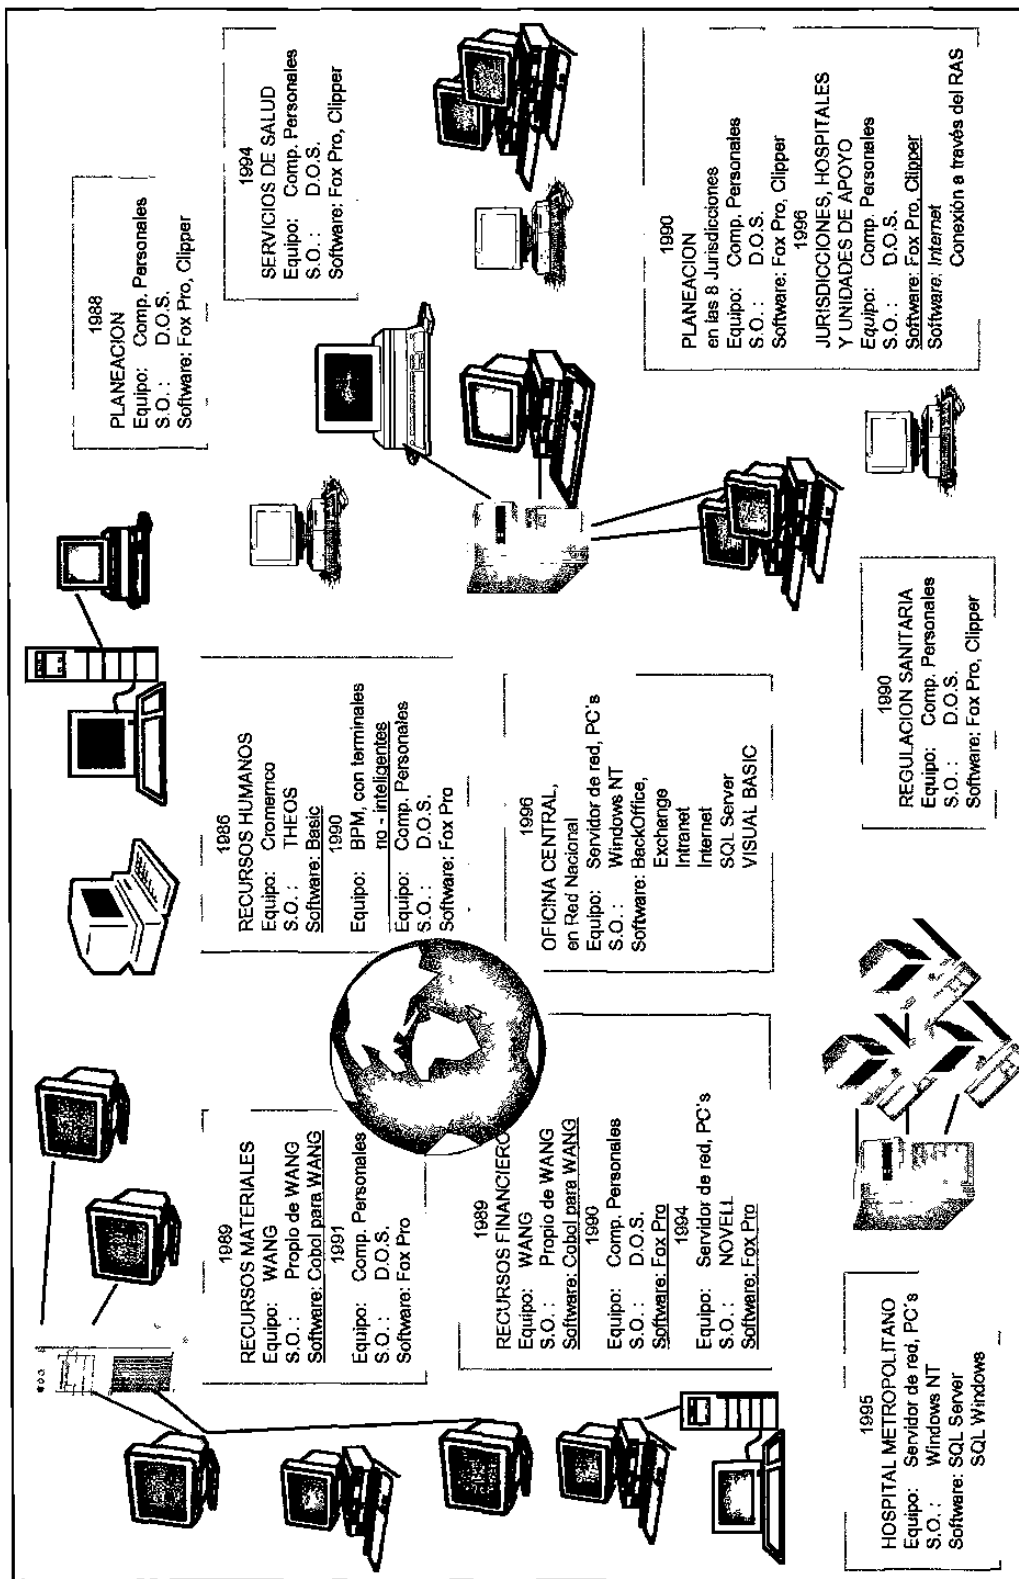 1989
RECURSOS MATERIALES
Equipo: WANG
S.O. : Propio de WANG
Software: Cobol para WANG
1991
Equipo: Comp. Personales
S.O. : D.O.S.
Software: Fox Pro
1986
RECURSOS HUMANOS
Equipo: Cromemco
S.O. : THEOS
Software: Basic
1990
Equipo: BPM, con terminales
no - inteligentes
Equipo: Comp. Personales
S.O. : D.O.S.
Software: Fox Pro
1988
PLANEACION
Equipo: Comp. Personales
S.O. : D.O.S.
Software: Fox Pro, Clipper
1994
SERVICIOS DE SALUD
Equipo: Comp. Personales
S.O. : D.O.S.
Software: Fox Pro, Clipper
1989
RECURSOS FINANCIERO
Equipo: WANG
S.O. : Propio de WANG
Software: Cobol para WANG
1990
Equipo: Comp. Personales
S.O. : D.O.S.
Software: Fox Pro
1994
Equipo: Servidor de red, PC's
S.O. : NOVELL
Software: Fox Pro
1996
OFICINA CENTRAL,
en Red Nacional
Equipo: Servidor de red, PC's
S.O. : Windows NT
Software: BackOffice,
Exchange
Intranet
Internet
SQL Server
VISUAL BASIC
1990
PLANEACION
en las 8 Jurisdicciones
Equipo: Comp. Personales
S.O. : D.O.S.
Software: Fox Pro, Clipper
1996
JURISDICCIONES, HOSPITALES
Y UNIDADES DE APOYO
Equipo: Comp. Personales
S.O. : D.O.S.
Software: Fox Pro, Clipper
Software: Internet
Conexión a través del RAS
1995
HOSPITAL METROPOLITANO
Equipo: Servidor de red, PC's
S.O. : Windows NT
Software: SQL Server
SQL Windows
1990
REGULACION SANITARIA
Equipo: Comp. Personales
S.O. : D.O.S.
Software: Fox Pro, Clipper